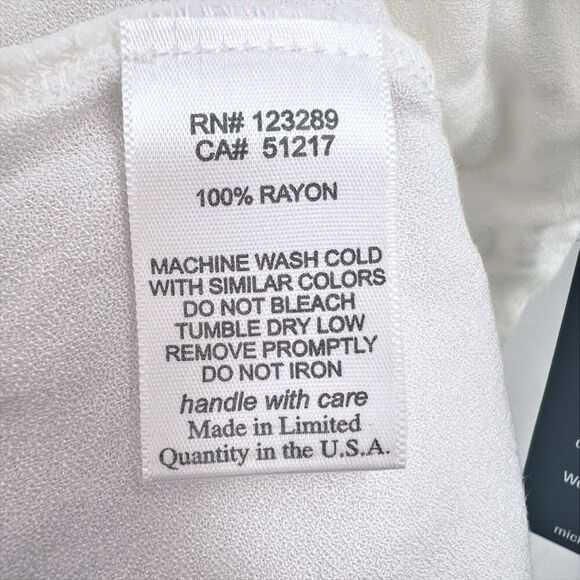 RN# 123289
CA# 51217
100% RAYON
MACHINE WASH COLD
WITH SIMILAR COLORS
DO NOT BLEACH
TUMBLE DRY LOW
REMOVE PROMPTLY
DO NOT IRON
handle with care
Made in Limited
Quantity in the U.S.A.